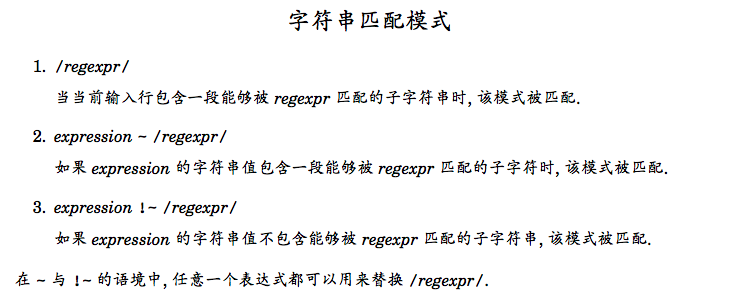 字符串匹配模式
1. /regexpr/
当当前输入行包含一段能够被 regexpr 匹配的子字符串时, 该模式被匹配.
2. expression ~ /regexpr/
如果 expression 的字符串值包含一段能够被 regexpr 匹配的子字符时, 该模式被匹配.
3. expression !~ /regexpr/
如果 expression 的字符串值不包含能够被 regexpr 匹配的子字符串, 该模式被匹配.
在 ~ 与 !~ 的语境中, 任意一个表达式都可以用来替换 /regexpr/.